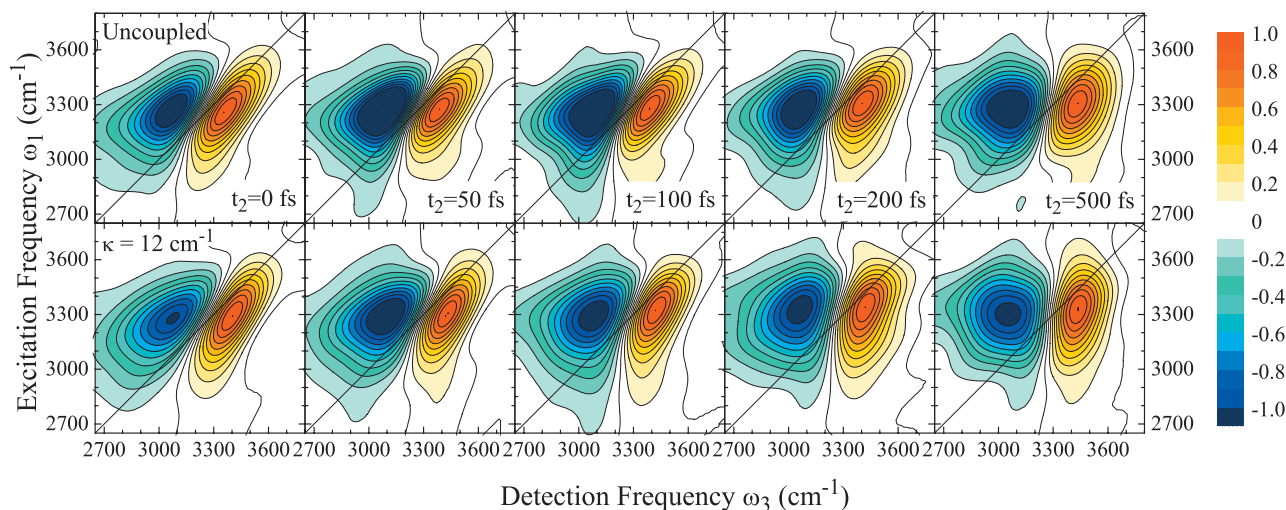 Uncoupled
t2=0 fs
t2=50 fs
t2=100 fs
t2=200 fs
t2=500 fs
κ = 12 cm-1
Excitation Frequency ω1 (cm-1)
3600
3300
3000
2700
3600
3300
3000
2700
3600
3300
3000
2700
3600
3300
3000
2700
2700 3000 3300 3600 2700 3000 3300 3600 2700 3000 3300 3600 2700 3000 3300 3600 2700 3000 3300 3600
Detection Frequency ω3 (cm-1)
1.0
0.8
0.6
0.4
0.2
0
-0.2
-0.4
-0.6
-0.8
-1.0